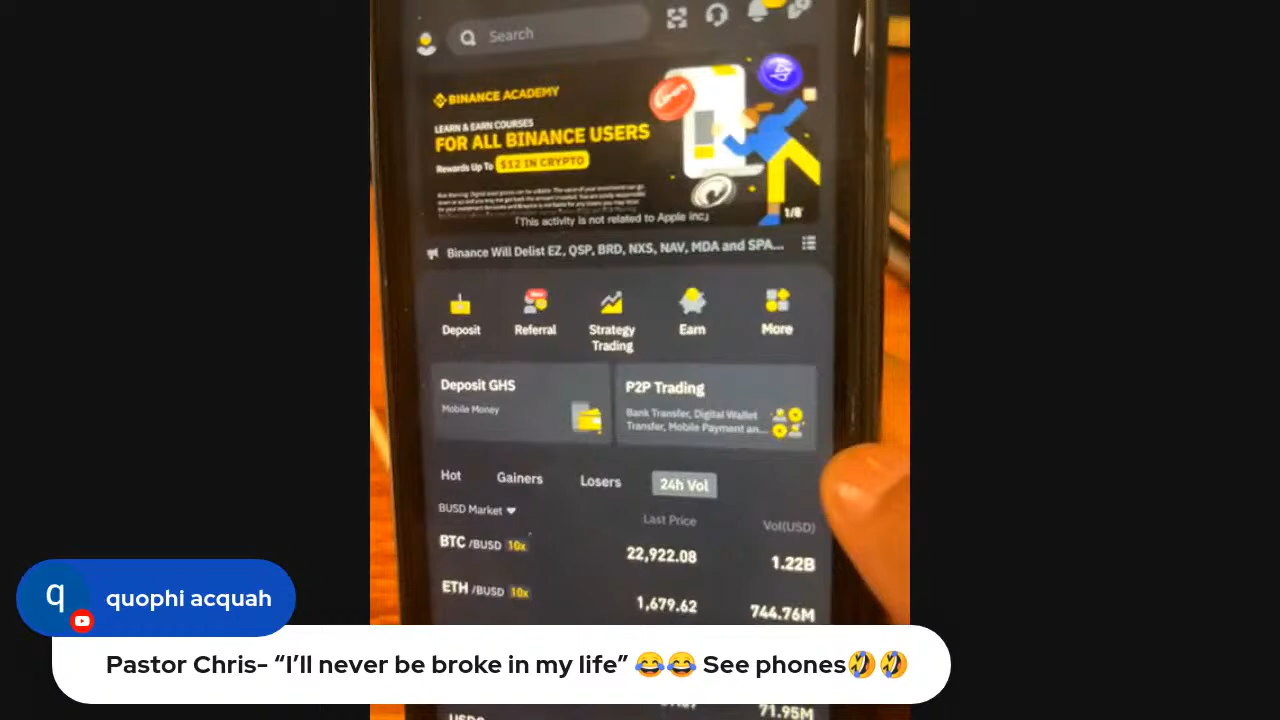 Search
BINANCE ACADEMY
LEARN & EARN COURSES
FOR ALL BINANCE USERS
Rewards Up To $12 IN CRYPTO
「This activity is not related to Apple inc」
1/8
Binance Will Delist EZ, QSP, BRD, NXS, NAV, MDA and SPA...
Deposit
Referral
Strategy
Trading
Earn
More
Deposit GHS
Mobile Money
P2P Trading
Bank Transfer, Digital Wallet
Transfer, Mobile Payment an...
Hot Gainers Losers 24h Vol
BUSD Market Last Price Vol(USD)
BTC /BUSD 10x 22,922.08 1.22B
ETH /BUSD 10x 1,679.62 744.76M
q quophi acquah
Pastor Chris- “I’ll never be broke in my life” 😂😂 See phones🤣🤣
71.95M